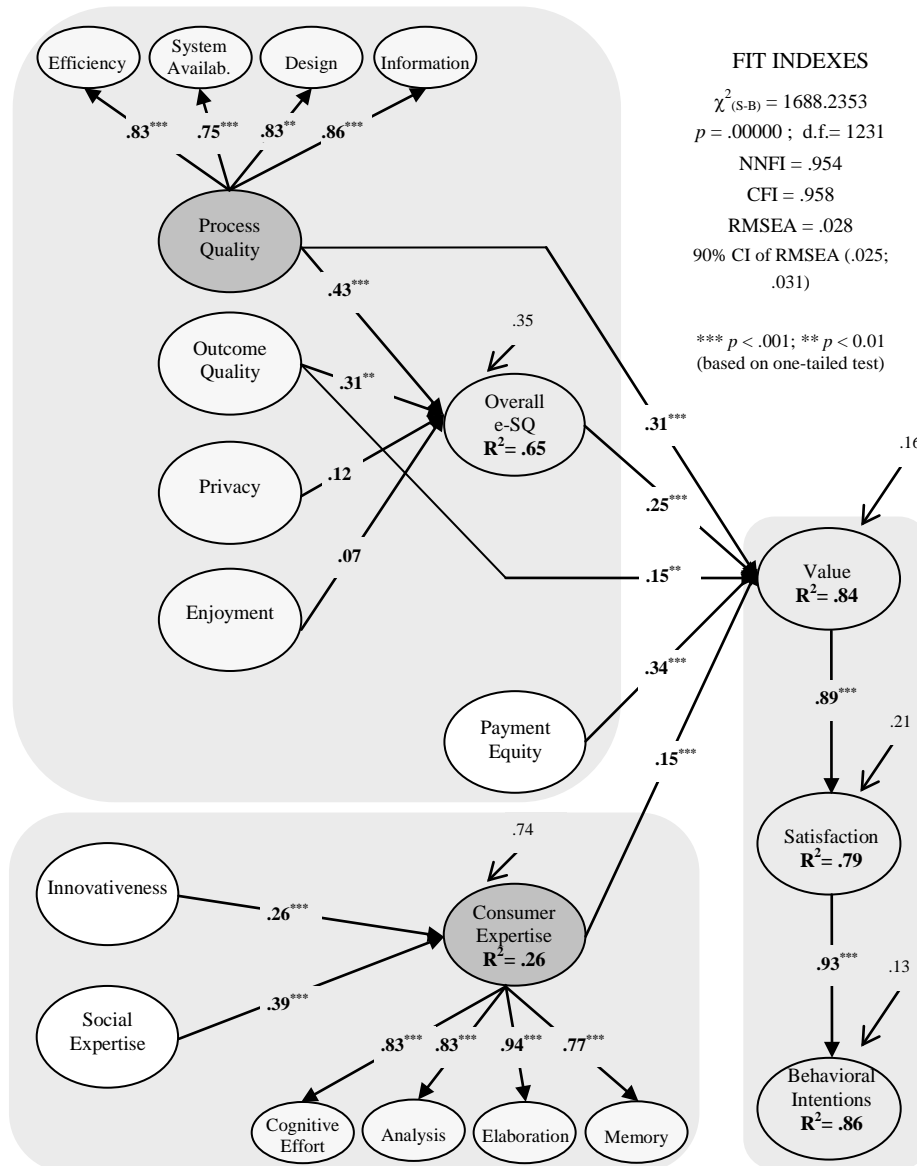 Efficiency
System
Availab.
Design
Information
.83***
.75***
.83**
.86***
FIT INDEXES
χ²(S-B) = 1688.2353
p = .00000 ; d.f.= 1231
NNFI = .954
CFI = .958
RMSEA = .028
90% CI of RMSEA (.025;
.031)
*** p < .001; ** p < 0.01
(based on one-tailed test)
Process
Quality
.43***
Outcome
Quality
.31**
.35
Overall
e-SQ
R²= .65
.31***
Privacy
.12
.25***
.16
Enjoyment
.07
.15**
Value
R²= .84
.34***
Payment
Equity
.89***
.15***
.21
Satisfaction
R²= .79
Innovativeness
.26***
.74
Consumer
Expertise
R²= .26
.93***
.13
Social
Expertise
.39***
.83***
.83***
.94***
.77***
Cognitive
Effort
Analysis
Elaboration
Memory
Behavioral
Intentions
R²= .86